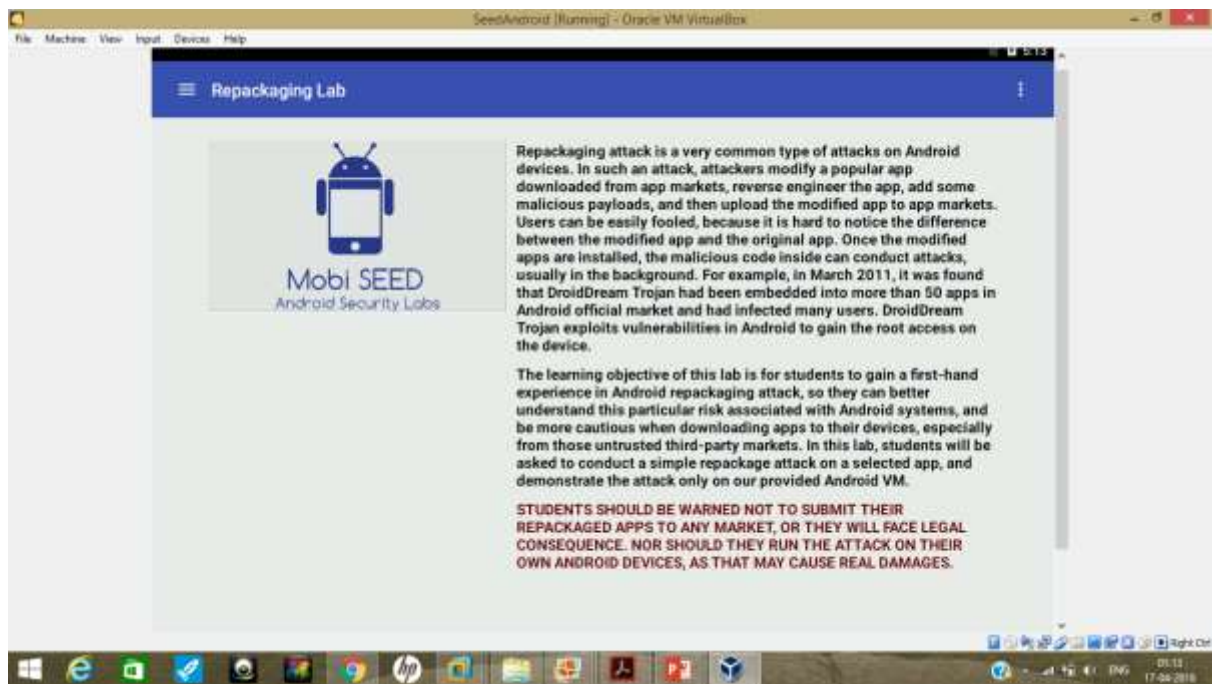 SeedAndroid [Running] - Oracle VM VirtualBox
File Machine View Input Devices Help
5:13
Repackaging Lab
Mobi SEED
Android Security Labs
Repackaging attack is a very common type of attacks on Android
devices. In such an attack, attackers modify a popular app
downloaded from app markets, reverse engineer the app, add some
malicious payloads, and then upload the modified app to app markets.
Users can be easily fooled, because it is hard to notice the difference
between the modified app and the original app. Once the modified
apps are installed, the malicious code inside can conduct attacks,
usually in the background. For example, in March 2011, it was found
that DroidDream Trojan had been embedded into more than 50 apps in
Android official market and had infected many users. DroidDream
Trojan exploits vulnerabilities in Android to gain the root access on
the device.
The learning objective of this lab is for students to gain a first-hand
experience in Android repackaging attack, so they can better
understand this particular risk associated with Android systems, and
be more cautious when downloading apps to their devices, especially
from those untrusted third-party markets. In this lab, students will be
asked to conduct a simple repackage attack on a selected app, and
demonstrate the attack only on our provided Android VM.
STUDENTS SHOULD BE WARNED NOT TO SUBMIT THEIR
REPACKAGED APPS TO ANY MARKET, OR THEY WILL FACE LEGAL
CONSEQUENCE. NOR SHOULD THEY RUN THE ATTACK ON THEIR
OWN ANDROID DEVICES, AS THAT MAY CAUSE REAL DAMAGES.
Right Ctrl
hp
ENG
05:13
17-04-2018